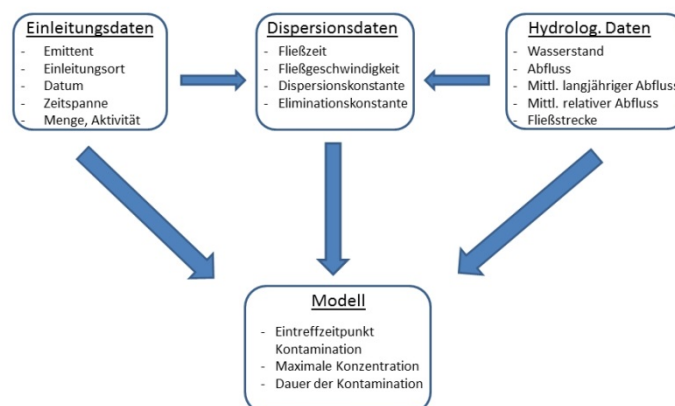 Einleitungsdaten
- Emittent
- Einleitungsort
- Datum
- Zeitspanne
- Menge, Aktivität
Dispersionsdaten
- Fließzeit
- Fließgeschwindigkeit
- Dispersionskonstante
- Eliminationskonstante
Hydrolog. Daten
- Wasserstand
- Abfluss
- Mittl. langjähriger Abfluss
- Mittl. relativer Abfluss
- Fließstrecke
Modell
- Eintreffzeitpunkt
Kontamination
- Maximale Konzentration
- Dauer der Kontamination